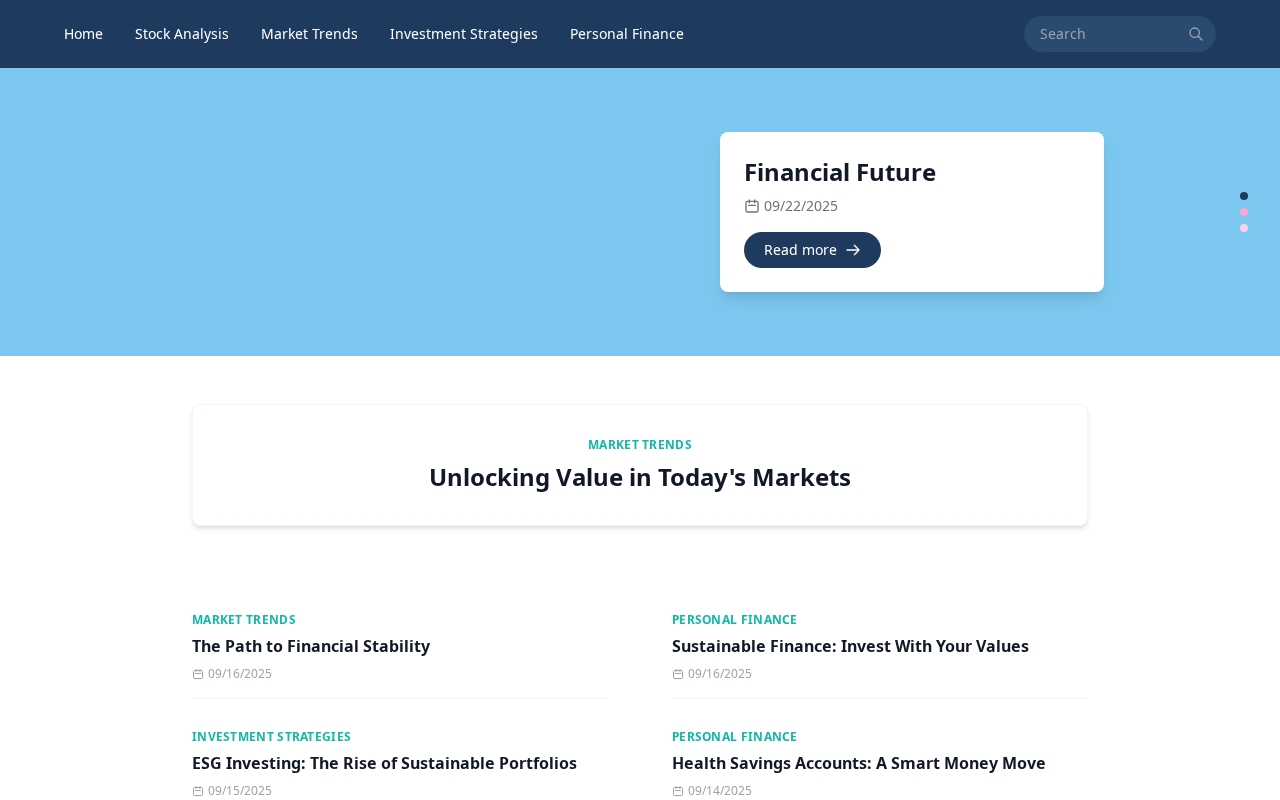 Home Stock Analysis Market Trends Investment Strategies Personal Finance Search
Financial Future
09/22/2025
Read more
MARKET TRENDS
Unlocking Value in Today's Markets
MARKET TRENDS
The Path to Financial Stability
09/16/2025
PERSONAL FINANCE
Sustainable Finance: Invest With Your Values
09/16/2025
INVESTMENT STRATEGIES
ESG Investing: The Rise of Sustainable Portfolios
09/15/2025
PERSONAL FINANCE
Health Savings Accounts: A Smart Money Move
09/14/2025